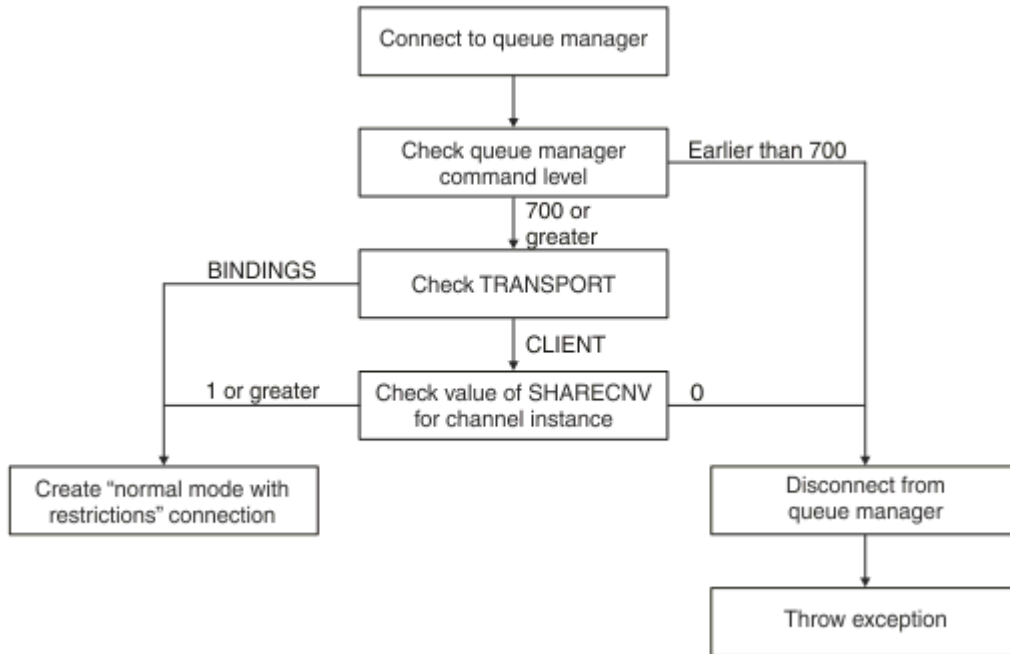 Connect to queue manager
Check queue manager
command level
Earlier than 700
700 or
greater
BINDINGS
Check TRANSPORT
CLIENT
1 or greater
Check value of SHARECNV
for channel instance
0
Create “normal mode with
restrictions” connection
Disconnect from
queue manager
Throw exception